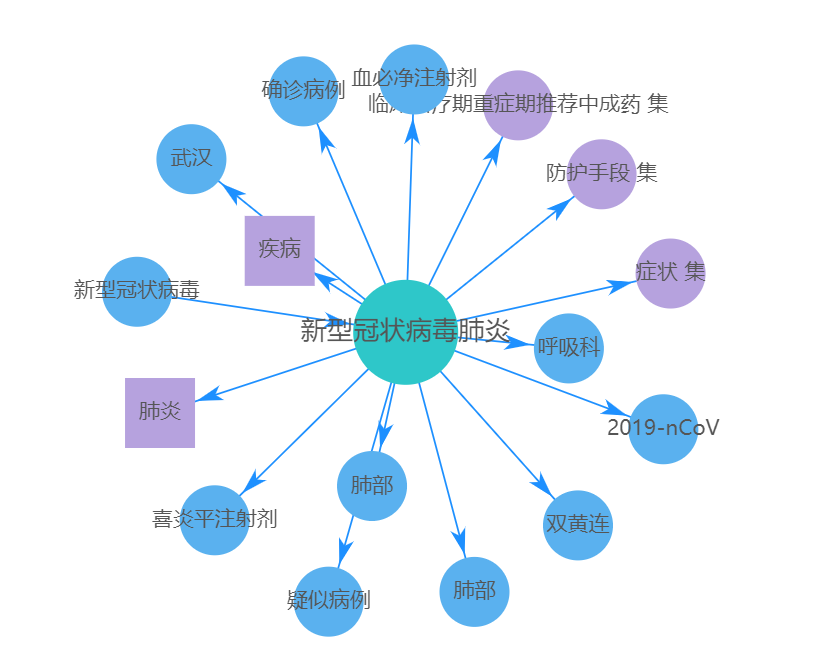 血必净注射剂
确诊病例
疗期重症期推荐中成药 集
武汉
防护手段 集
疾病
症状 集
新型冠状病毒
新型冠状病毒肺炎
呼吸科
肺炎
2019-nCoV
肺部
喜炎平注射剂
双黄连
肺部
疑似病例